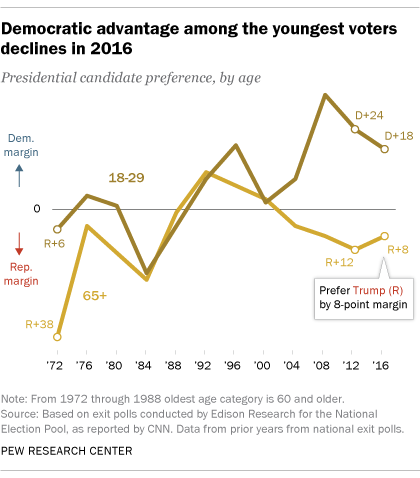 Democratic advantage among the youngest voters
declines in 2016
Presidential candidate preference, by age
D+24
D+18
Dem.
margin
18-29
0
R+6
Rep.
margin
R+12
R+8
65+
Prefer Trump (R)
by 8-point margin
R+38
'72 '76 '80 '84 '88 '92 '96 '00 '04 '08 '12 '16
Note: From 1972 through 1988 oldest age category is 60 and older.
Source: Based on exit polls conducted by Edison Research for the National
Election Pool, as reported by CNN. Data from prior years from national exit polls.
PEW RESEARCH CENTER